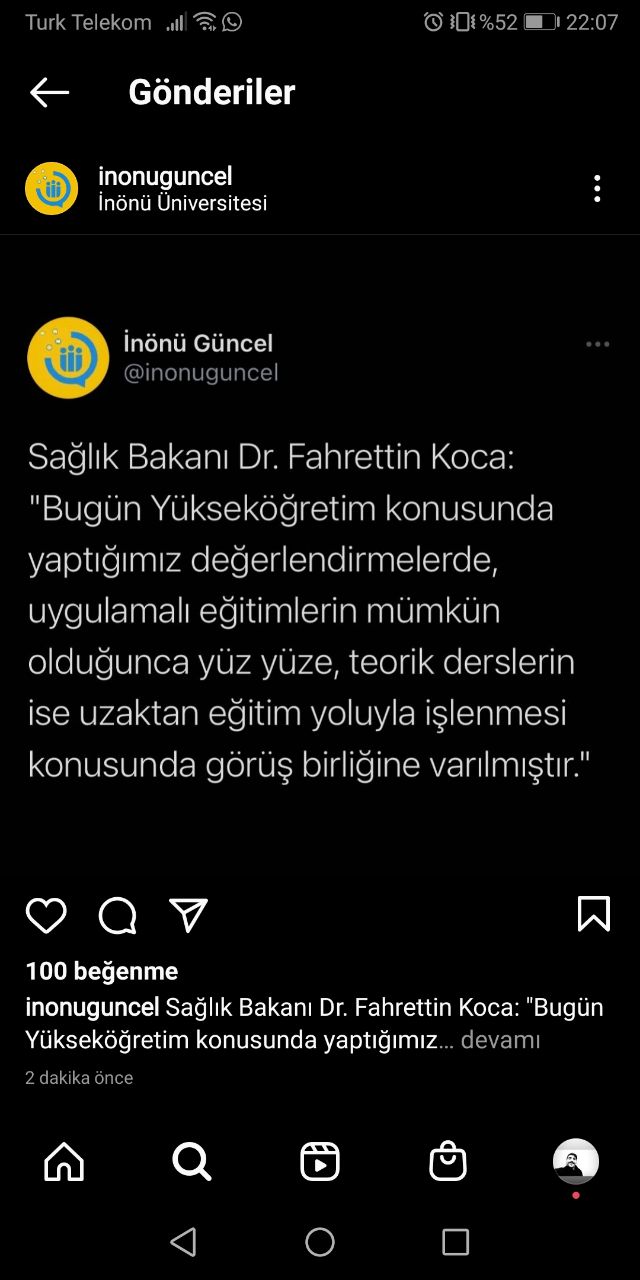 Turk Telekom %52 22:07
Gönderiler
inonuguncel
İnönü Üniversitesi
İnönü Güncel
@inonuguncel
Sağlık Bakanı Dr. Fahrettin Koca:
"Bugün Yükseköğretim konusunda
yaptığımız değerlendirmelerde,
uygulamalı eğitimlerin mümkün
olduğunca yüz yüze, teorik derslerin
ise uzaktan eğitim yoluyla işlenmesi
konusunda görüş birliğine varılmıştır."
100 beğenme
inonuguncel Sağlık Bakanı Dr. Fahrettin Koca: "Bugün
Yükseköğretim konusunda yaptığımız... devamı
2 dakika önce